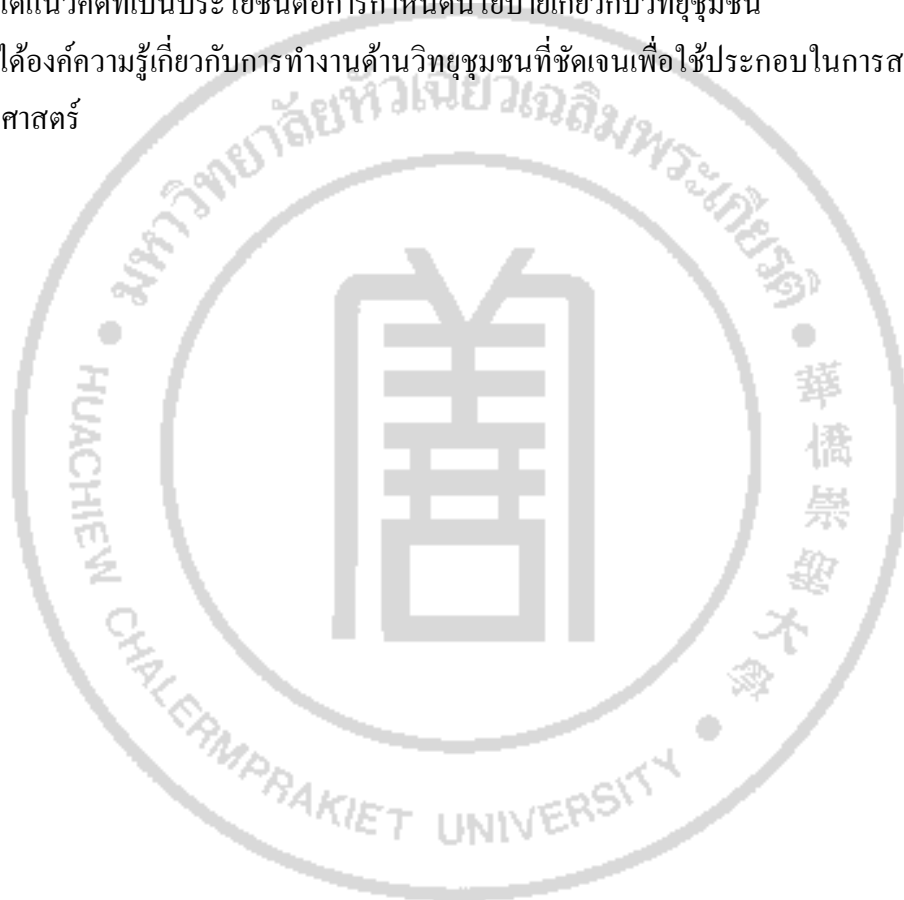 ได้แนวคิดที่เป็นประโยชน์ต่อการกำหนดนโยบายเกี่ยวกับวิทยุชุมชน
ได้องค์ความรู้เกี่ยวกับการทำงานด้านวิทยุชุมชนที่ชัดเจนเพื่อใช้ประกอบในการส
ศาสตร์
มหาวิทยาลัยหัวเฉียวเฉลิมพระเกียรติ
華僑崇聖大學
HUACHIEW CHALERMPRAKIET UNIVERSITY